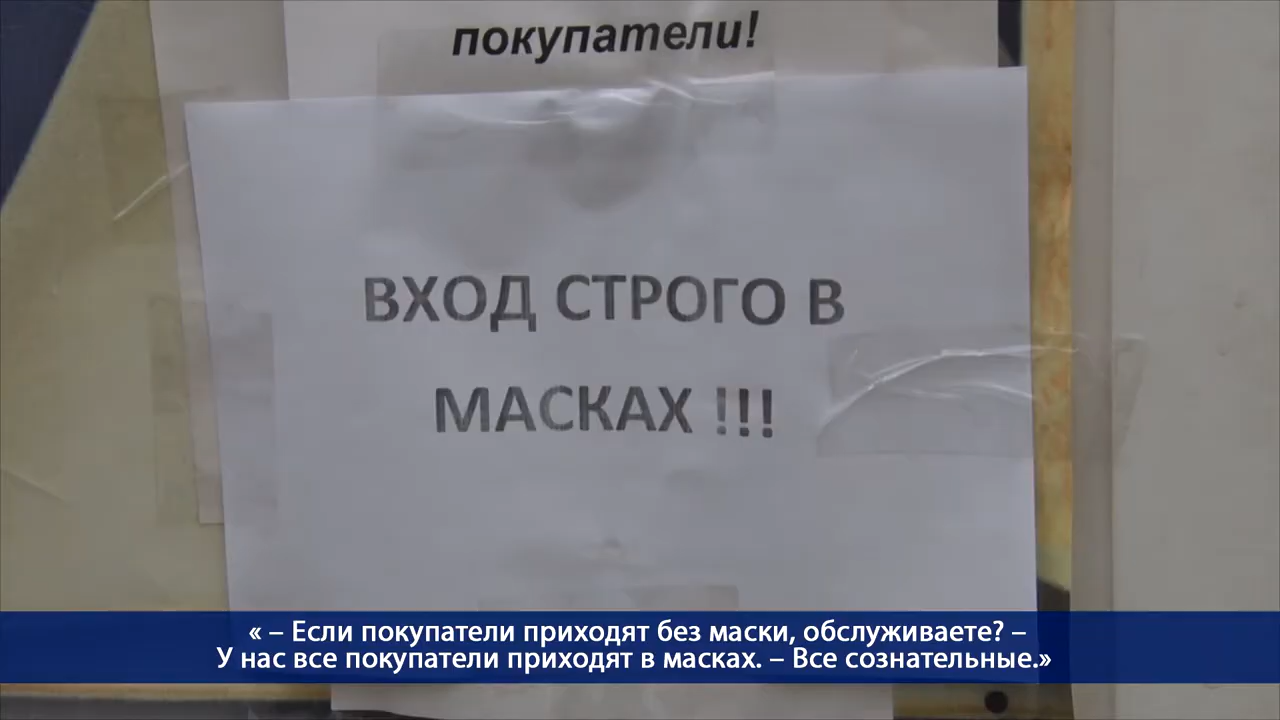 покупатели!
ВХОД СТРОГО В
МАСКАХ !!!
« – Если покупатели приходят без маски, обслуживаете? –
У нас все покупатели приходят в масках. – Все сознательные.»